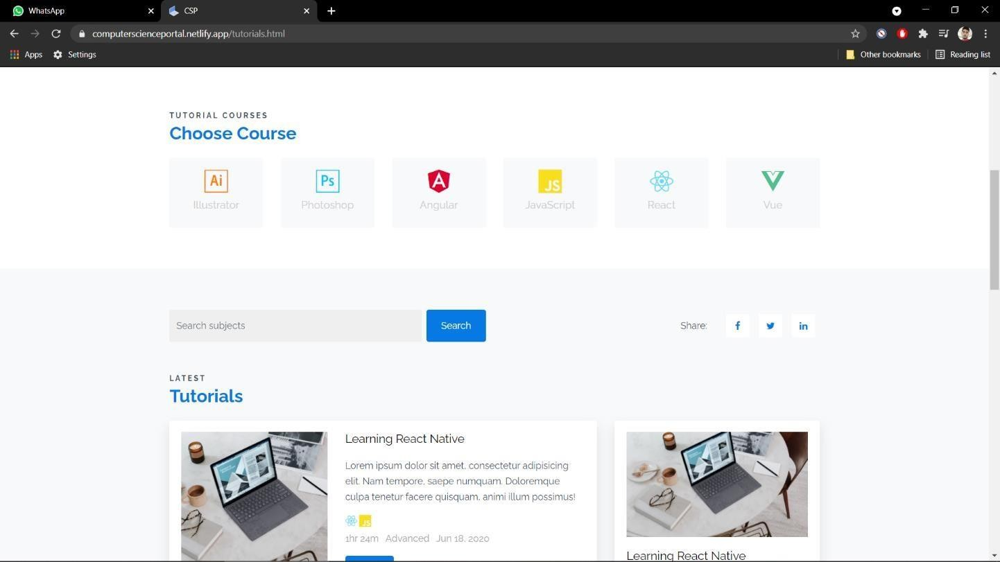 WhatsApp
CSP
computerscienceportal.netlify.app/tutorials.html
Apps Settings Other bookmarks Reading list
TUTORIAL COURSES
Choose Course
Ai Ps A JS
Illustrator Photoshop Angular JavaScript React Vue
Search subjects Search Share: f in
LATEST
Tutorials
Learning React Native
Lorem ipsum dolor sit amet, consectetur adipisicing
elit. Nam tempore, saepe numquam. Doloremque
culpa tenetur facere quisquam, animi illum possimus!
JS
1hr 24m Advanced Jun 18, 2020
Learning React Native